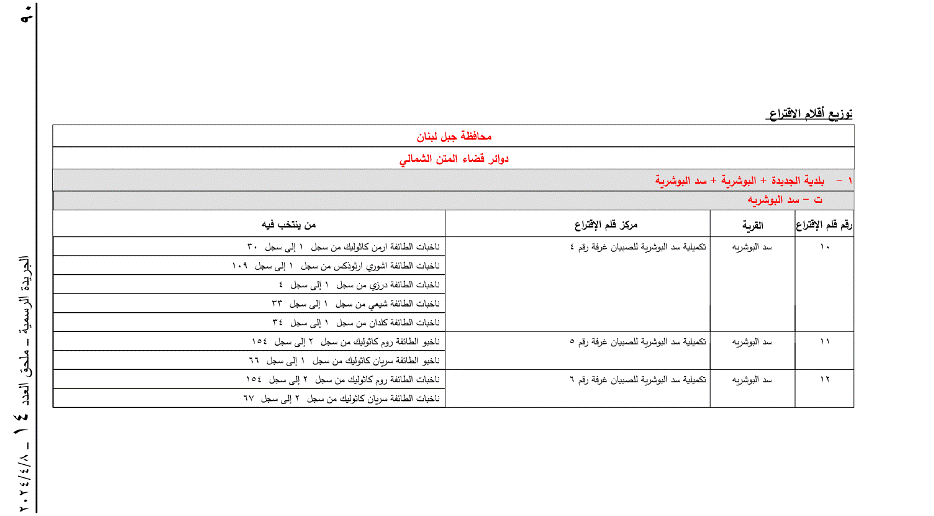 ٩٠
الجريدة الرسمية – ملحق العدد ١٤ – ٢٠٢٤/٤/٨
توزيع أقلام الاقتراع
محافظة جبل لبنان
دوائر قضاء المتن الشمالي
١ - بلدية الجديدة + البوشرية + سد البوشرية
ت - سد البوشريه
رقم قلم الإقتراع القرية مركز قلم الإقتراع من ينتخب فيه
١٠ سد البوشريه تكميلية سد البوشرية للصبيان غرفة رقم ٤ ناخبات الطائفة ارمن كاثوليك من سجل ١ إلى سجل ٣٠
ناخبات الطائفة اشوري ارثوذكس من سجل ١ إلى سجل ١٠٩
ناخبات الطائفة درزي من سجل ١ إلى سجل ٤
ناخبات الطائفة شيعي من سجل ١ إلى سجل ٣٣
ناخبات الطائفة كلدان من سجل ١ إلى سجل ٣٤
١١ سد البوشريه تكميلية سد البوشرية للصبيان غرفة رقم ٥ ناخبو الطائفة روم كاثوليك من سجل ٢ إلى سجل ١٥٤
ناخبو الطائفة سريان كاثوليك من سجل ١ إلى سجل ٦٦
١٢ سد البوشريه تكميلية سد البوشرية للصبيان غرفة رقم ٦ ناخبات الطائفة روم كاثوليك من سجل ٢ إلى سجل ١٥٤
ناخبات الطائفة سريان كاثوليك من سجل ٢ إلى سجل ٦٧